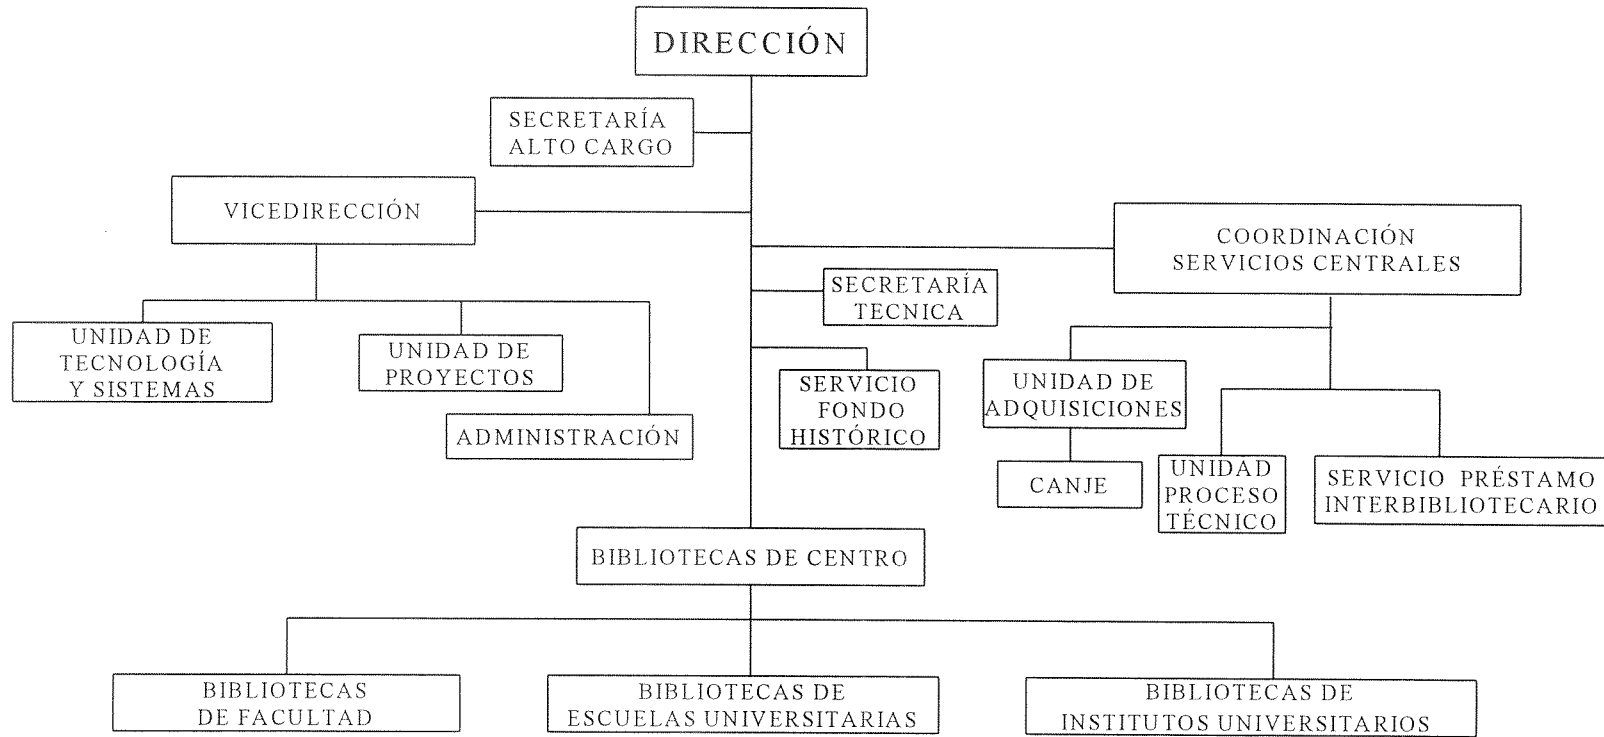 DIRECCIÓN
SECRETARÍA
ALTO CARGO
VICEDIRECCIÓN
COORDINACIÓN
SERVICIOS CENTRALES
SECRETARÍA
TECNICA
UNIDAD DE
TECNOLOGÍA
Y SISTEMAS
UNIDAD DE
PROYECTOS
ADMINISTRACIÓN
SERVICIO
FONDO
HISTÓRICO
UNIDAD DE
ADQUISICIONES
CANJE
UNIDAD
PROCESO
TÉCNICO
SERVICIO PRÉSTAMO
INTERBIBLIOTECARIO
BIBLIOTECAS DE CENTRO
BIBLIOTECAS
DE FACULTAD
BIBLIOTECAS DE
ESCUELAS UNIVERSITARIAS
BIBLIOTECAS DE
INSTITUTOS UNIVERSITARIOS